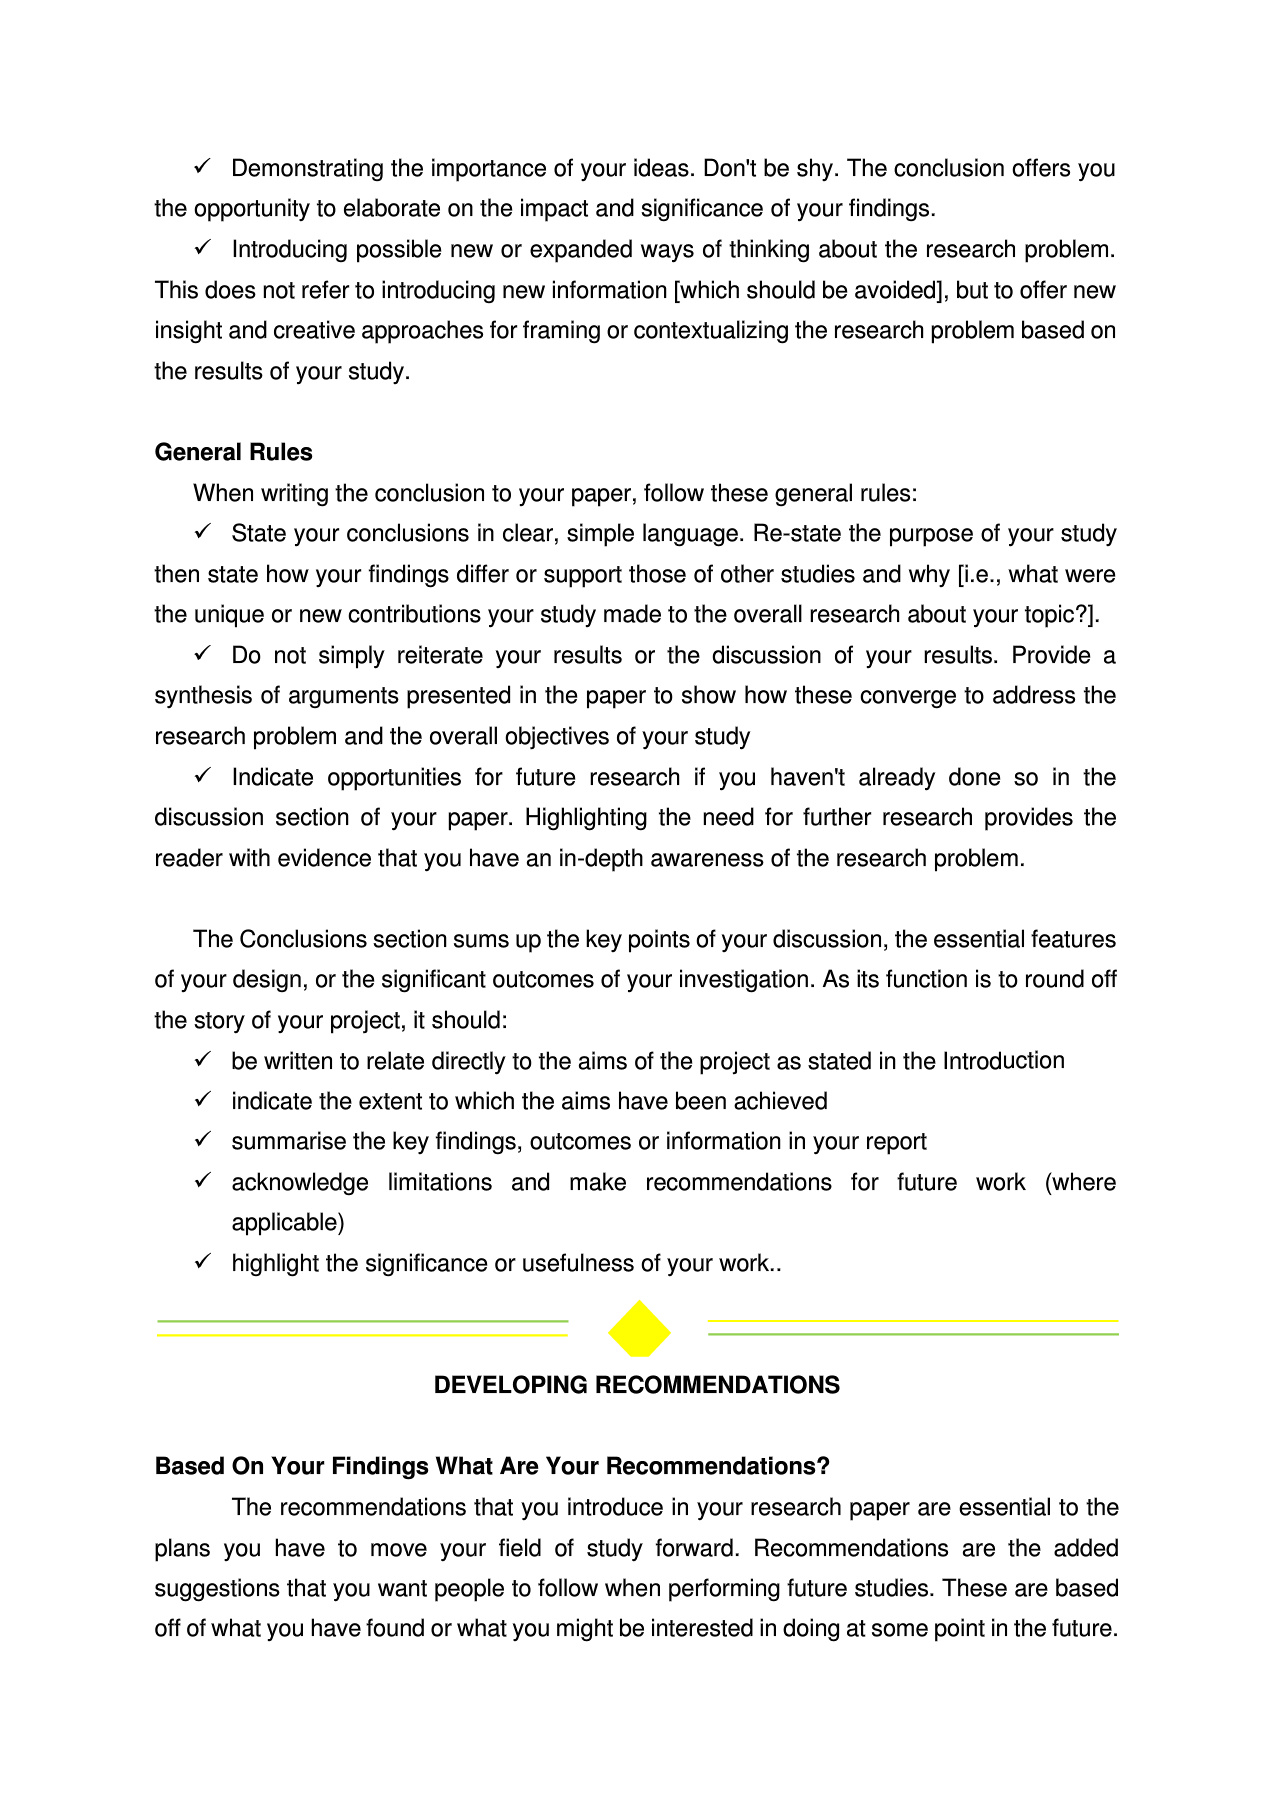 ✓ Demonstrating the importance of your ideas. Don't be shy. The conclusion offers you
the opportunity to elaborate on the impact and significance of your findings.
✓ Introducing possible new or expanded ways of thinking about the research problem.
This does not refer to introducing new information [which should be avoided], but to offer new
insight and creative approaches for framing or contextualizing the research problem based on
the results of your study.
General Rules
When writing the conclusion to your paper, follow these general rules:
✓ State your conclusions in clear, simple language. Re-state the purpose of your study
then state how your findings differ or support those of other studies and why [i.e., what were
the unique or new contributions your study made to the overall research about your topic?].
✓ Do not simply reiterate your results or the discussion of your results. Provide a
synthesis of arguments presented in the paper to show how these converge to address the
research problem and the overall objectives of your study
✓ Indicate opportunities for future research if you haven't already done so in the
discussion section of your paper. Highlighting the need for further research provides the
reader with evidence that you have an in-depth awareness of the research problem.
The Conclusions section sums up the key points of your discussion, the essential features
of your design, or the significant outcomes of your investigation. As its function is to round off
the story of your project, it should:
✓ be written to relate directly to the aims of the project as stated in the Introduction
✓ indicate the extent to which the aims have been achieved
✓ summarise the key findings, outcomes or information in your report
✓ acknowledge limitations and make recommendations for future work (where
applicable)
✓ highlight the significance or usefulness of your work..
DEVELOPING RECOMMENDATIONS
Based On Your Findings What Are Your Recommendations?
The recommendations that you introduce in your research paper are essential to the
plans you have to move your field of study forward. Recommendations are the added
suggestions that you want people to follow when performing future studies. These are based
off of what you have found or what you might be interested in doing at some point in the future.